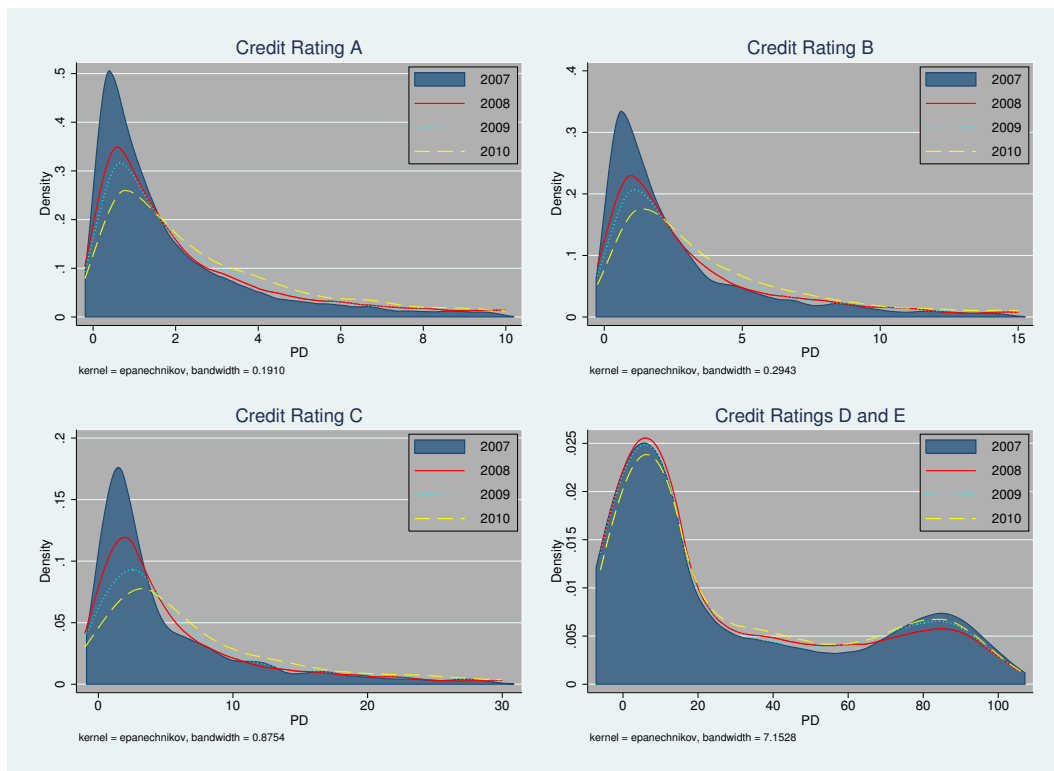 Credit Rating A
Density
.5
.4
.3
.2
.1
0
0 2 4 6 8 10
PD
2007
2008
2009
2010
kernel = epanechnikov, bandwidth = 0.1910
Credit Rating B
Density
.4
.3
.2
.1
0
0 5 10 15
PD
2007
2008
2009
2010
kernel = epanechnikov, bandwidth = 0.2943
Credit Rating C
Density
.2
.15
.1
.05
0
0 10 20 30
PD
2007
2008
2009
2010
kernel = epanechnikov, bandwidth = 0.8754
Credit Ratings D and E
Density
.025
.02
.015
.01
.005
0
0 20 40 60 80 100
PD
2007
2008
2009
2010
kernel = epanechnikov, bandwidth = 7.1528